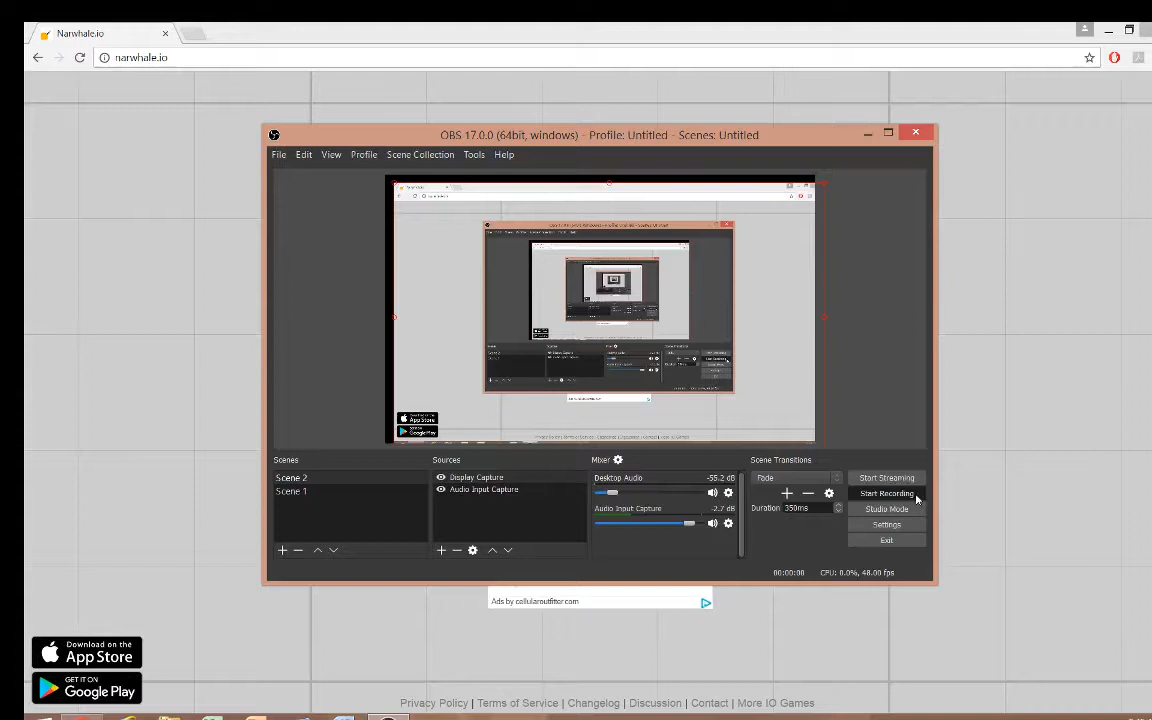 Narwhale.io
narwhale.io
OBS 17.0.0 (64bit, windows) - Profile: Untitled - Scenes: Untitled
File Edit View Profile Scene Collection Tools Help
Scenes
Scene 2
Scene 1
Sources
Display Capture
Audio Input Capture
Mixer
Desktop Audio -55.2 dB
Audio Input Capture -2.7 dB
Scene Transitions
Fade
Duration 350ms
Start Streaming
Start Recording
Studio Mode
Settings
Exit
00:00:00 CPU: 0.0%, 48.00 fps
Ads by cellularoutfitter.com
Download on the
App Store
GET IT ON
Google Play
Privacy Policy | Terms of Service | Changelog | Discussion | Contact | More IO Games